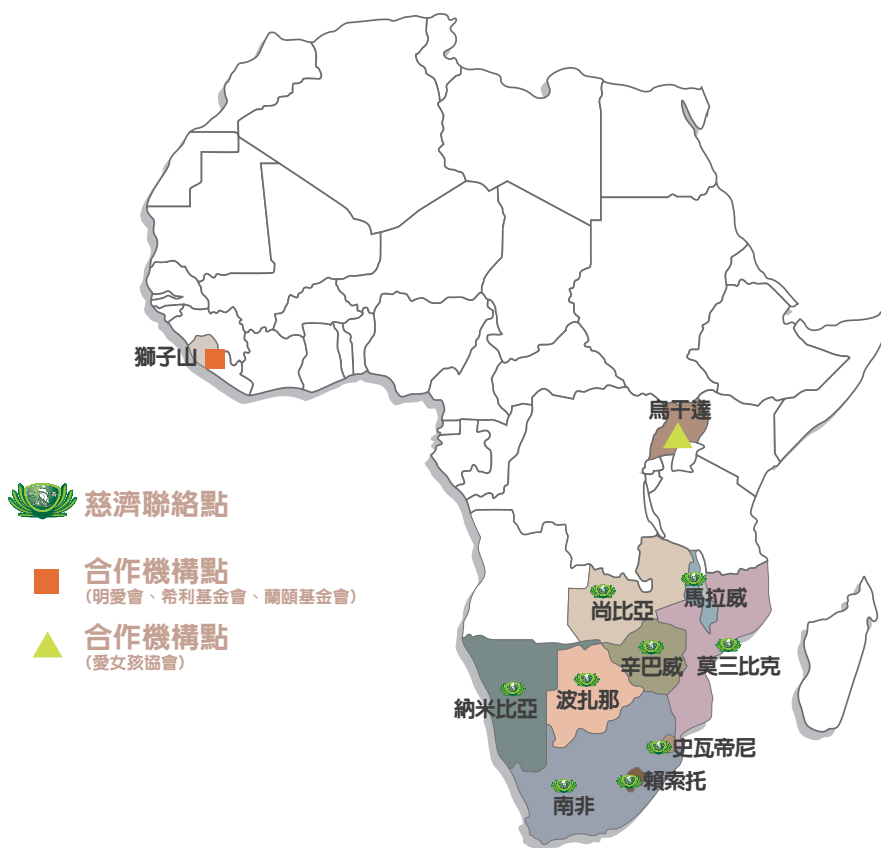 獅子山
烏干達
慈濟聯絡點
合作機構點
(明愛會、希利基金會、蘭頤基金會)
合作機構點
(愛女孩協會)
尚比亞
馬拉威
辛巴威
莫三比克
納米比亞
波扎那
史瓦帝尼
賴索托
南非